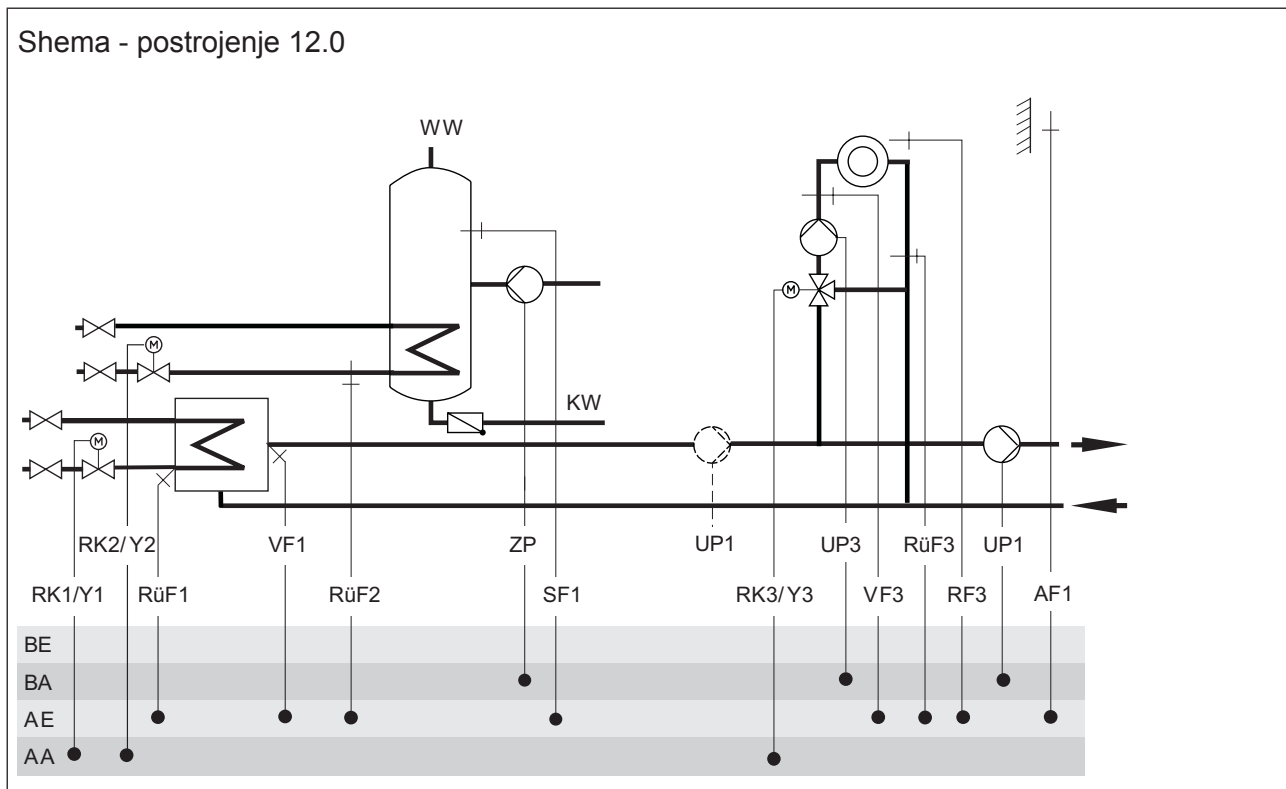 Shema - postrojenje 12.0
WW
M
M
KW
M
RK2/Y2 VF1 ZP UP1 UP3 RüF3 UP1
RK1/Y1 RüF1 RüF2 SF1 RK3/Y3 VF3 RF3 AF1
BE
BA
AE
AA